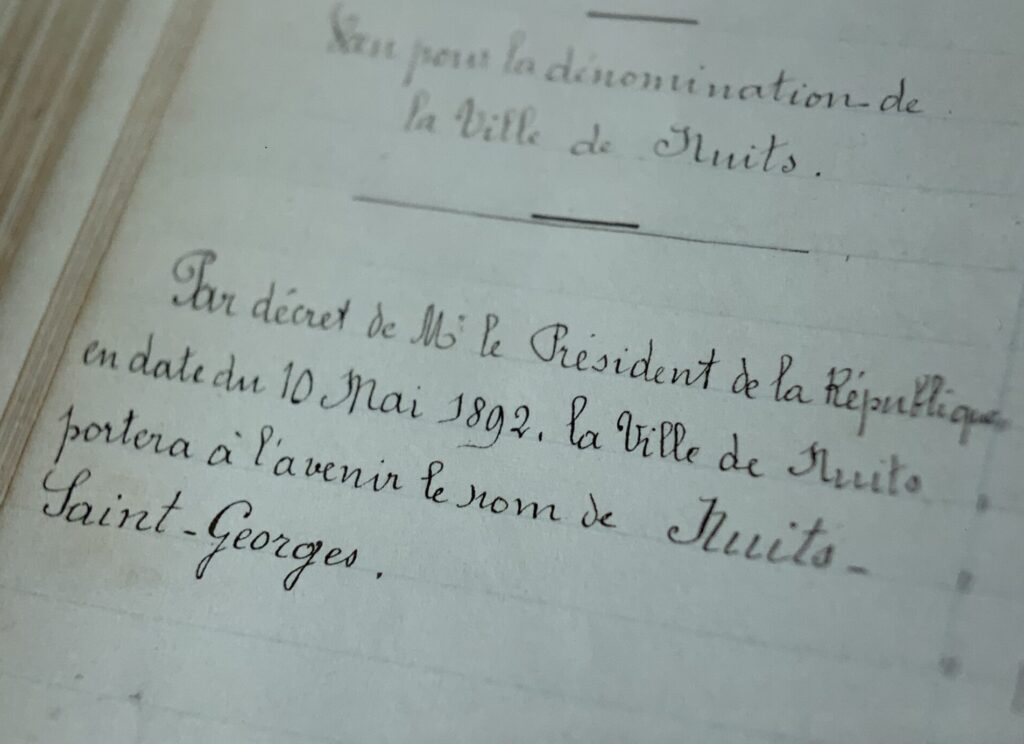 pour la dénomination de
la Ville de Nuits.
Par décret de Mr le Président de la République
en date du 10 Mai 1892, la Ville de Nuits
portera à l'avenir le nom de Nuits-
Saint-Georges.